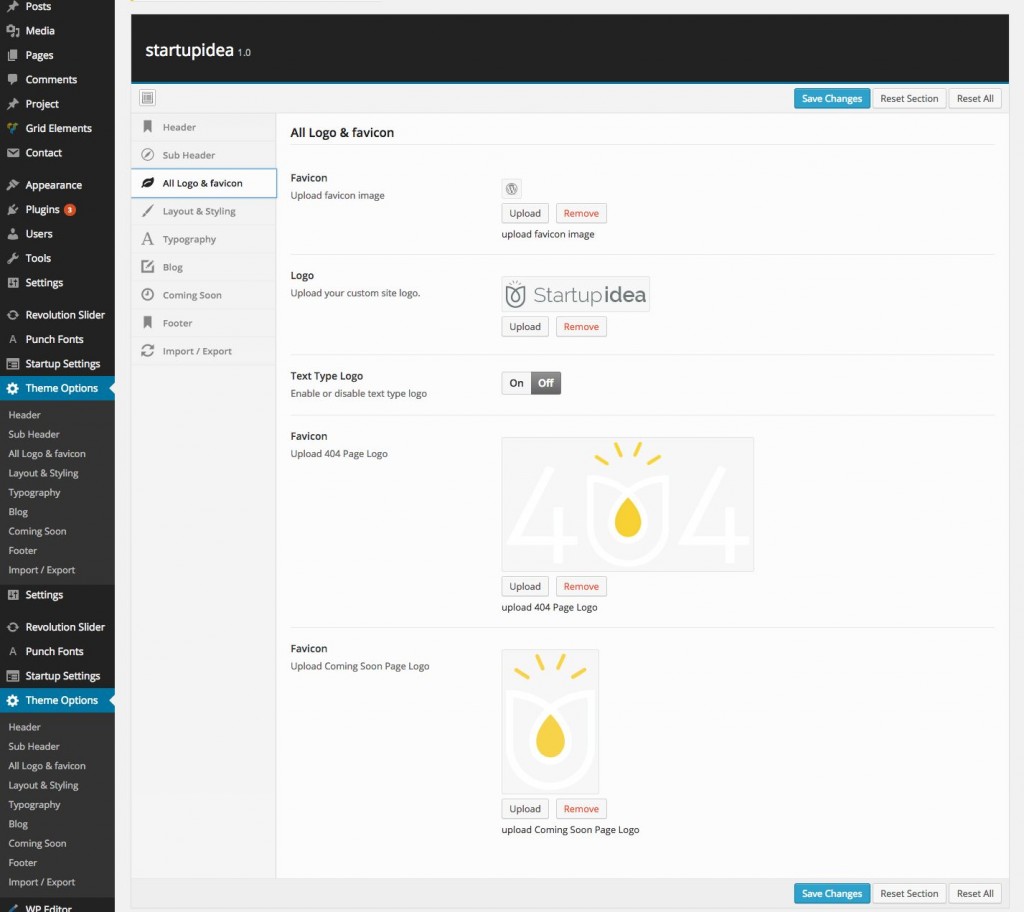 Posts
Media
Pages
Comments
Project
Grid Elements
Contact
Appearance
Plugins 3
Users
Tools
Settings
Revolution Slider
A Punch Fonts
Startup Settings
Theme Options
Header
Sub Header
All Logo & favicon
Layout & Styling
Typography
Blog
Coming Soon
Footer
Import / Export
Settings
Revolution Slider
A Punch Fonts
Startup Settings
Theme Options
Header
Sub Header
All Logo & favicon
Layout & Styling
Typography
Blog
Coming Soon
Footer
Import / Export
WP Editor
startupidea 1.0
Save Changes Reset Section Reset All
Header
Sub Header
All Logo & favicon
Layout & Styling
A Typography
Blog
Coming Soon
Footer
Import / Export
All Logo & favicon
Favicon
Upload favicon image
Upload Remove
upload favicon image
Logo
Upload your custom site logo.
Startupidea
Upload Remove
Text Type Logo
Enable or disable text type logo
On Off
Favicon
Upload 404 Page Logo
404
Upload Remove
upload 404 Page Logo
Favicon
Upload Coming Soon Page Logo
Upload Remove
upload Coming Soon Page Logo
Save Changes Reset Section Reset All